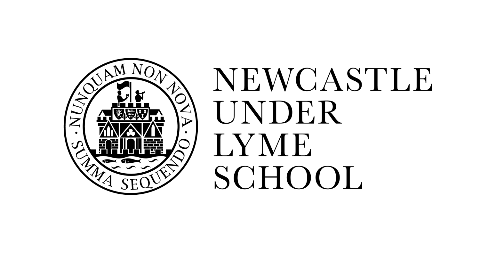 NUNQUAM NON NOVA
SUMMA SEQUENDO
NEWCASTLE
UNDER
LYME
SCHOOL